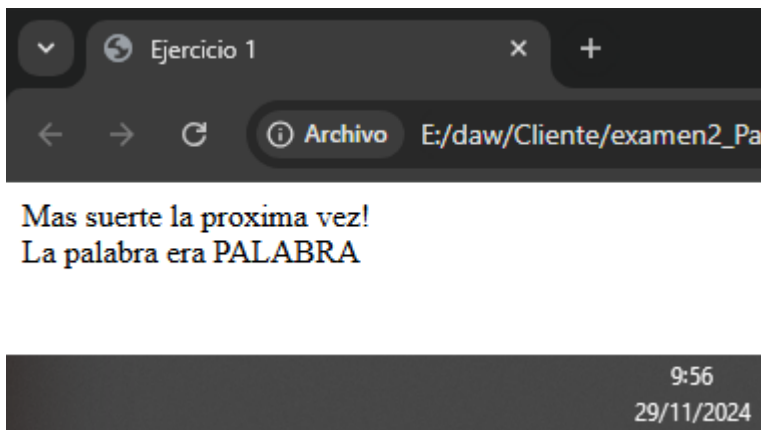 Ejercicio 1
Archivo E:/daw/Cliente/examen2_Pa
Mas suerte la proxima vez!
La palabra era PALABRA
9:56
29/11/2024